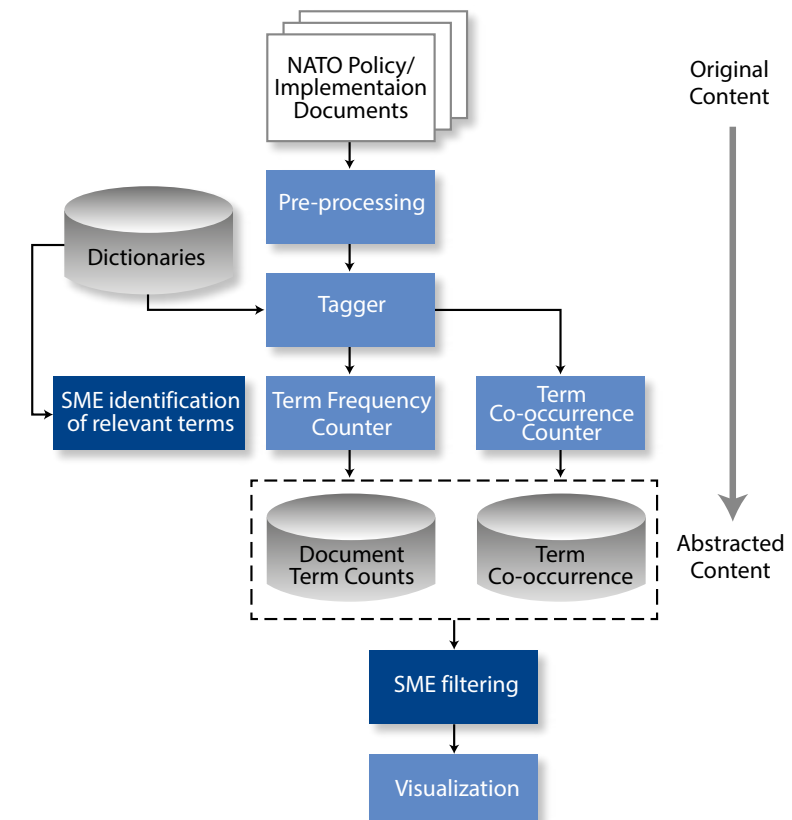 NATO Policy/
Implementaion
Documents
Original
Content
Pre-processing
Dictionaries
Tagger
SME identification
of relevant terms
Term Frequency
Counter
Term
Co-occurrence
Counter
Document
Term Counts
Term
Co-occurrence
Abstracted
Content
SME filtering
Visualization